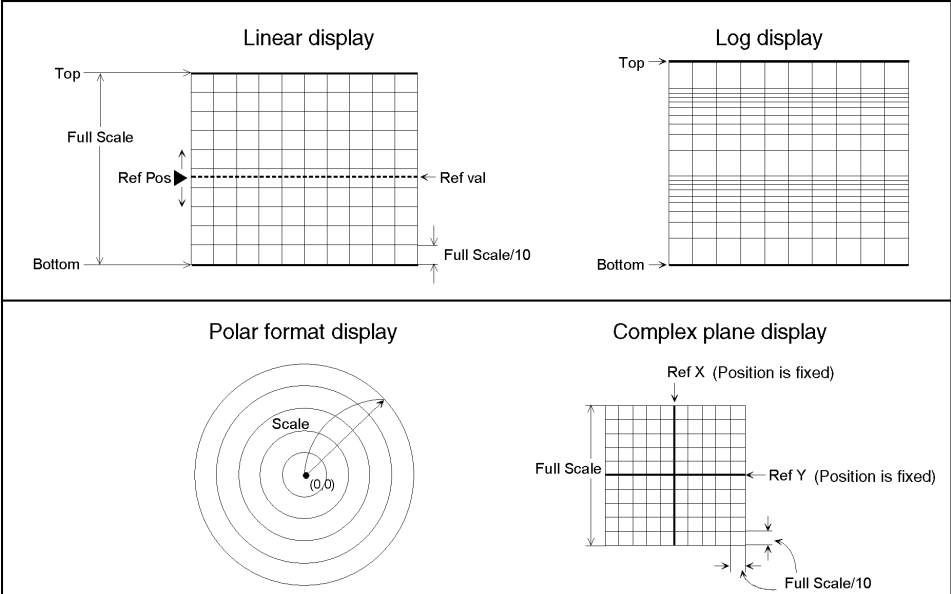 Linear display
Top
Full Scale
Ref Pos
Ref val
Full Scale/10
Bottom
Log display
Top
Bottom
Polar format display
Scale
(0,0)
Complex plane display
Ref X (Position is fixed)
Full Scale
Ref Y (Position is fixed)
Full Scale/10